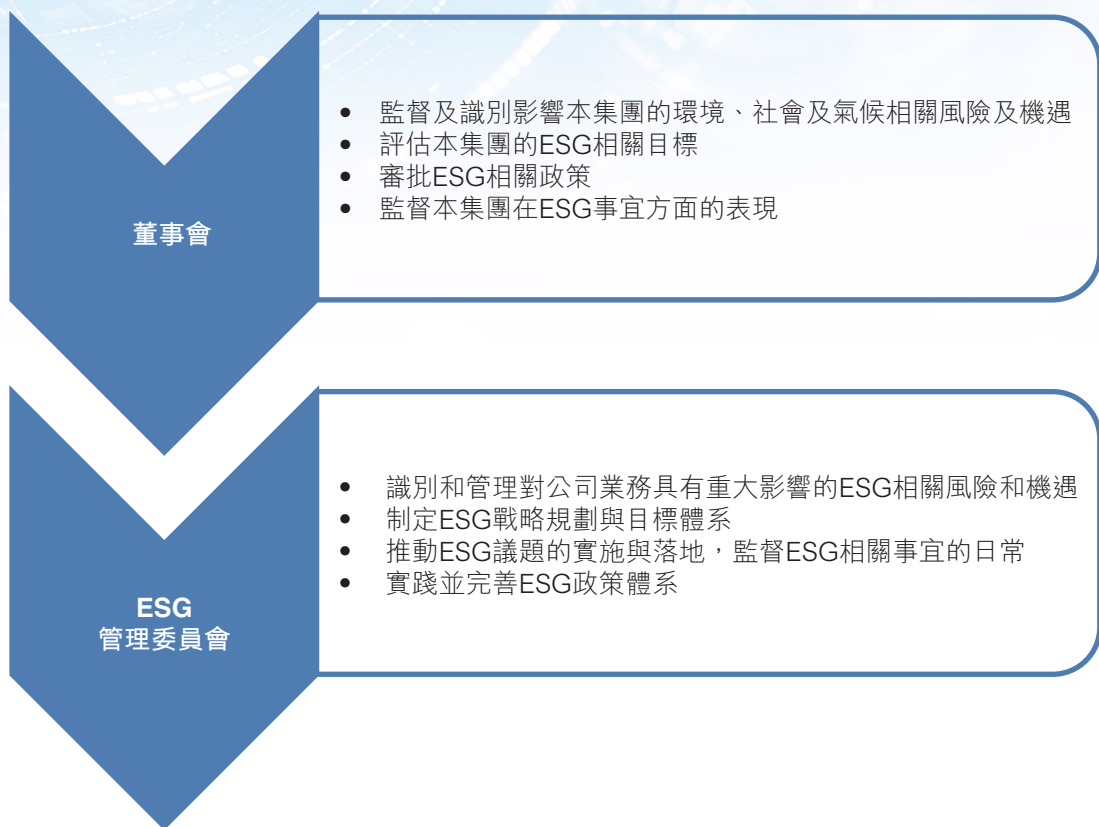 董事會
• 監督及識別影響本集團的環境、社會及氣候相關風險及機遇
• 評估本集團的ESG相關目標
• 審批ESG相關政策
• 監督本集團在ESG事宜方面的表現
ESG
管理委員會
• 識別和管理對公司業務具有重大影響的ESG相關風險和機遇
• 制定ESG戰略規劃與目標體系
• 推動ESG議題的實施與落地，監督ESG相關事宜的日常
• 實踐並完善ESG政策體系